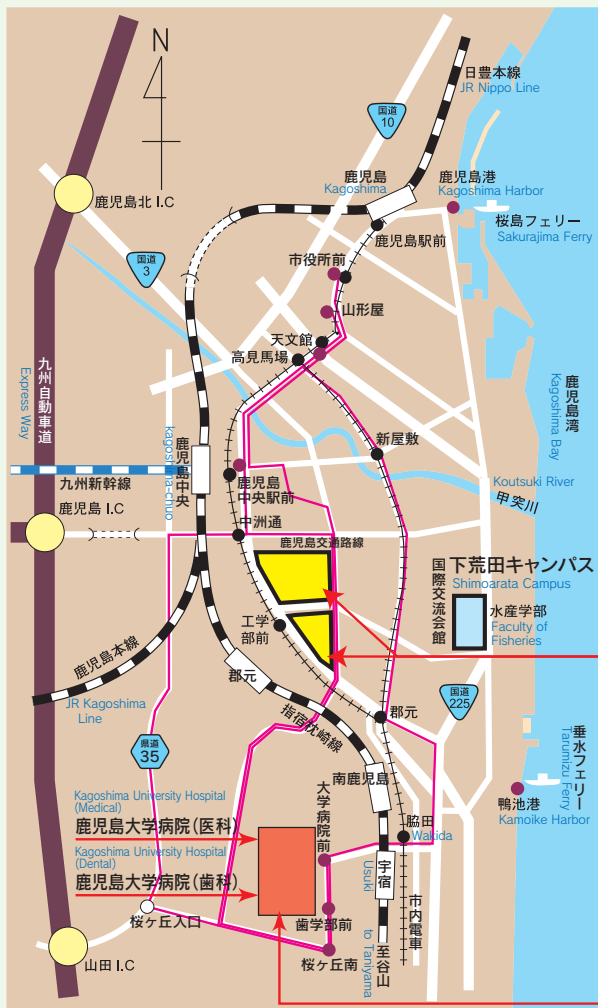 N
日豊本線
JR Nippo Line
国道
10
鹿児島
Kagoshima
鹿児島港
Kagoshima Harbor
鹿児島北 I.C
桜島フェリー
Sakurajima Ferry
鹿児島駅前
国道
3
市役所前
山形屋
天文館
高見馬場
九州自動車道
Express Way
鹿児島湾
Kagoshima Bay
鹿児島中央
kagoshima-chuo
新屋敷
九州新幹線
鹿児島
中央駅前
Koutsuki River
甲突川
鹿児島 I.C
中洲通
鹿児島交通路線
国際交流会館
下荒田キャンパス
Shimoarata Campus
水産学部
Faculty of
Fisheries
工学
部前
鹿児島本線
JR Kagoshima
Line
郡元
指宿枕崎線
郡元
国道
225
県道
35
南鹿児島
垂水フェリー
Tarumizu Ferry
鴨池港
Kamoike Harbor
Kagoshima University Hospital
(Medical)
鹿児島大学病院(医科)
Kagoshima University Hospital
(Dental)
鹿児島大学病院(歯科)
大学病院前
脇田
Wakida
宇宿
Usuki
市内電車
桜ヶ丘入口
歯学部前
桜ヶ丘南
至谷山
to Taniyama
山田 I.C